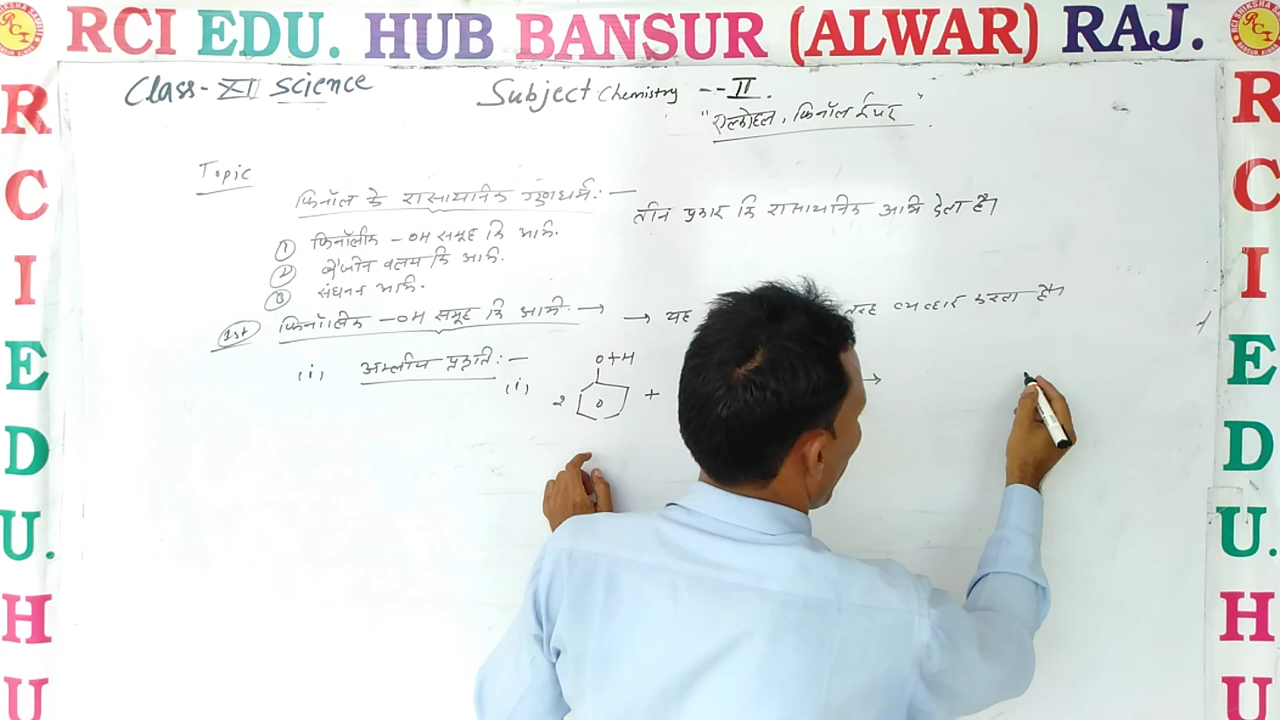 RCI EDU. HUB BANSUR (ALWAR) RAJ.
R C I E D U. H U
R C I E D U. H U
Class- XII science
Subject Chemistry -- II.
"एल्कोहल, फिनॉल ईथर"
Topic
फिनॉल के रासायनिक गुणधर्म:-
तीन प्रकार कि रासायनिक आभि देता है।
① फिनॉलीक -OH समूह कि आभि.
② बेंजीन वलय कि आभि.
③ संघनन आभि.
1st फिनॉलीक -OH समूह कि आभि. → → यह
तरह व्यवहार करता है।
(i) अम्लीय प्रकृति:-
(i) 2 O+H + →